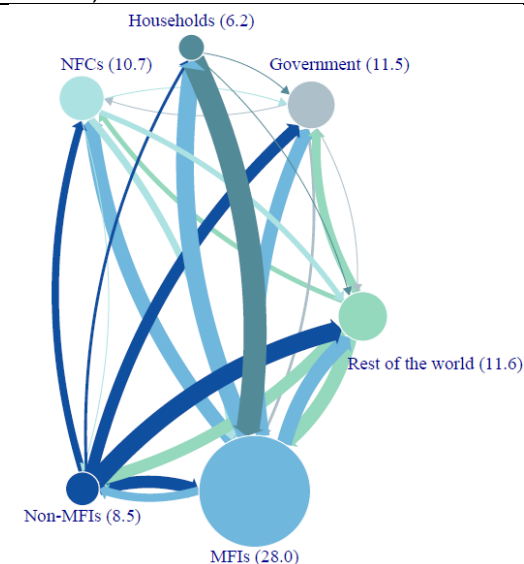 Households (6.2)
NFCs (10.7)
Government (11.5)
Rest of the world (11.6)
Non-MFIs (8.5)
MFIs (28.0)